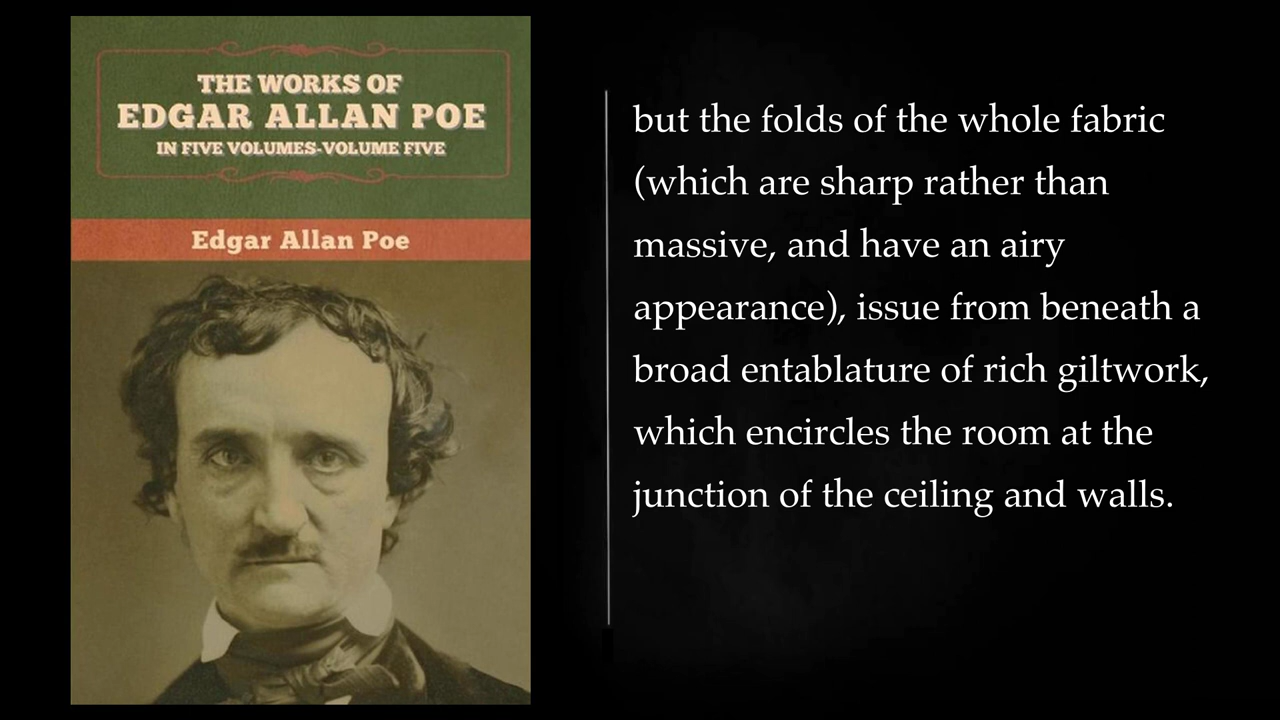 THE WORKS OF
EDGAR ALLAN POE
IN FIVE VOLUMES-VOLUME FIVE
Edgar Allan Poe
but the folds of the whole fabric
(which are sharp rather than
massive, and have an airy
appearance), issue from beneath a
broad entablature of rich giltwork,
which encircles the room at the
junction of the ceiling and walls.